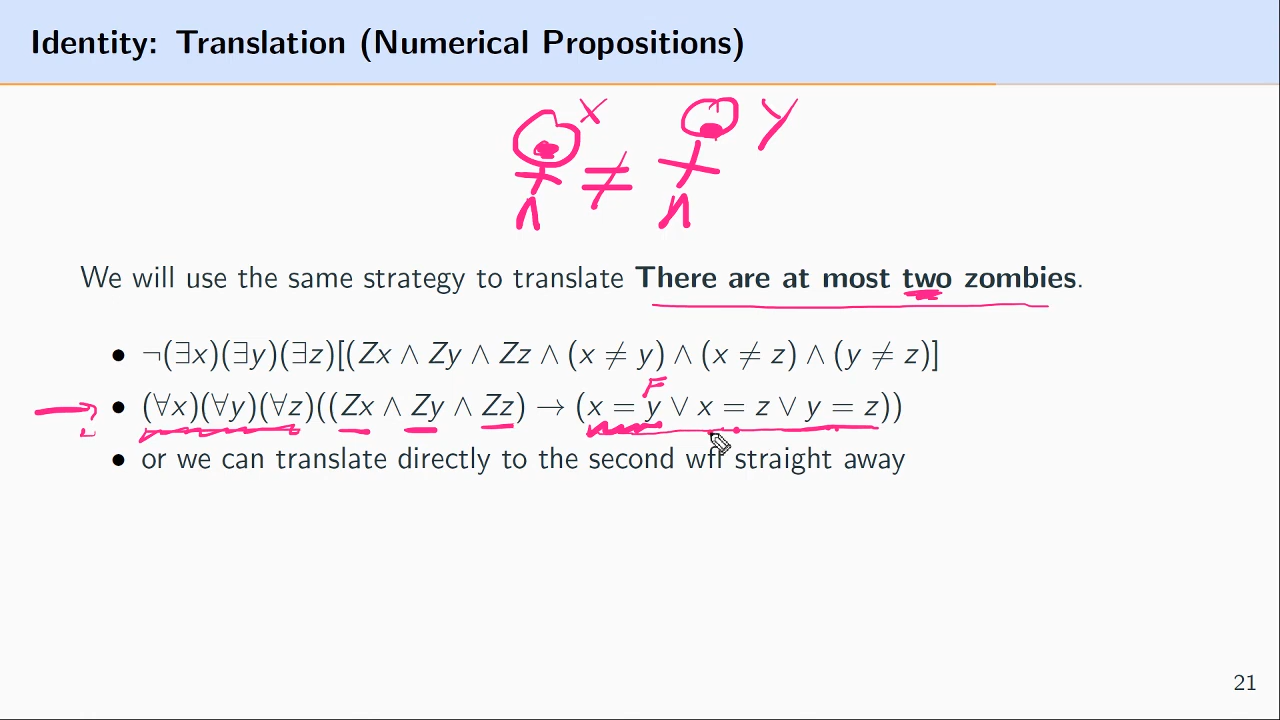 Identity: Translation (Numerical Propositions)
x ≠ y
We will use the same strategy to translate There are at most two zombies.
• ¬(∃x)(∃y)(∃z)[(Zx ∧ Zy ∧ Zz ∧ (x ≠ y) ∧ (x ≠ z) ∧ (y ≠ z)]
F
• (∀x)(∀y)(∀z)((Zx ∧ Zy ∧ Zz) → (x = y ∨ x = z ∨ y = z))
• or we can translate directly to the second wff straight away
21